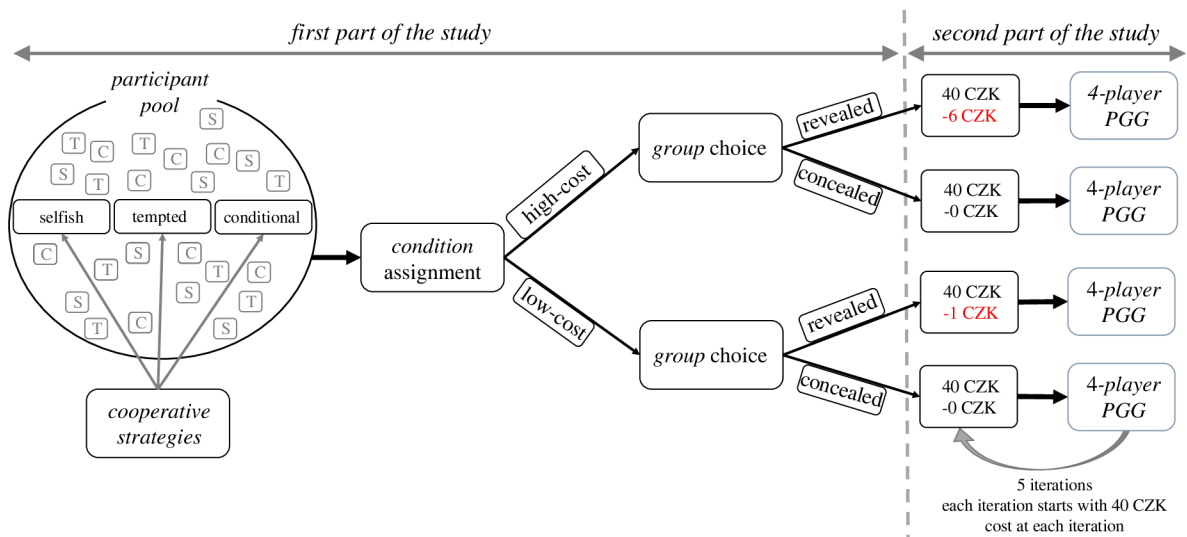 first part of the study
second part of the study
participant
pool
S
T
C
T
C
C
S
S
T
C
S
T
selfish
tempted
conditional
C
T
S
C
T
C
S
S
T
T
C
S
cooperative
strategies
condition
assignment
high-cost
low-cost
group choice
revealed
concealed
group choice
revealed
concealed
40 CZK
-6 CZK
4-player
PGG
40 CZK
-0 CZK
4-player
PGG
40 CZK
-1 CZK
4-player
PGG
40 CZK
-0 CZK
4-player
PGG
5 iterations
each iteration starts with 40 CZK
cost at each iteration